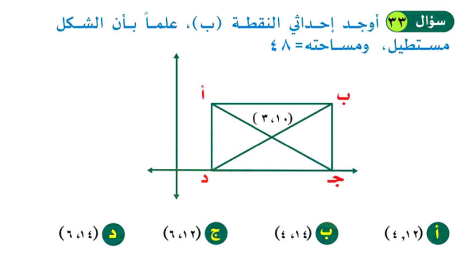 سؤال ٣٣ أوجد إحداثي النقطة (ب)، علماً بأن الشكل
مستطيل، ومساحته= ٤٨
أ
ب
(٣،١٠)
د
جـ
أ (٤,١٢)
ب (٤،١٤)
ج (٦،١٢)
د (٦،١٤)